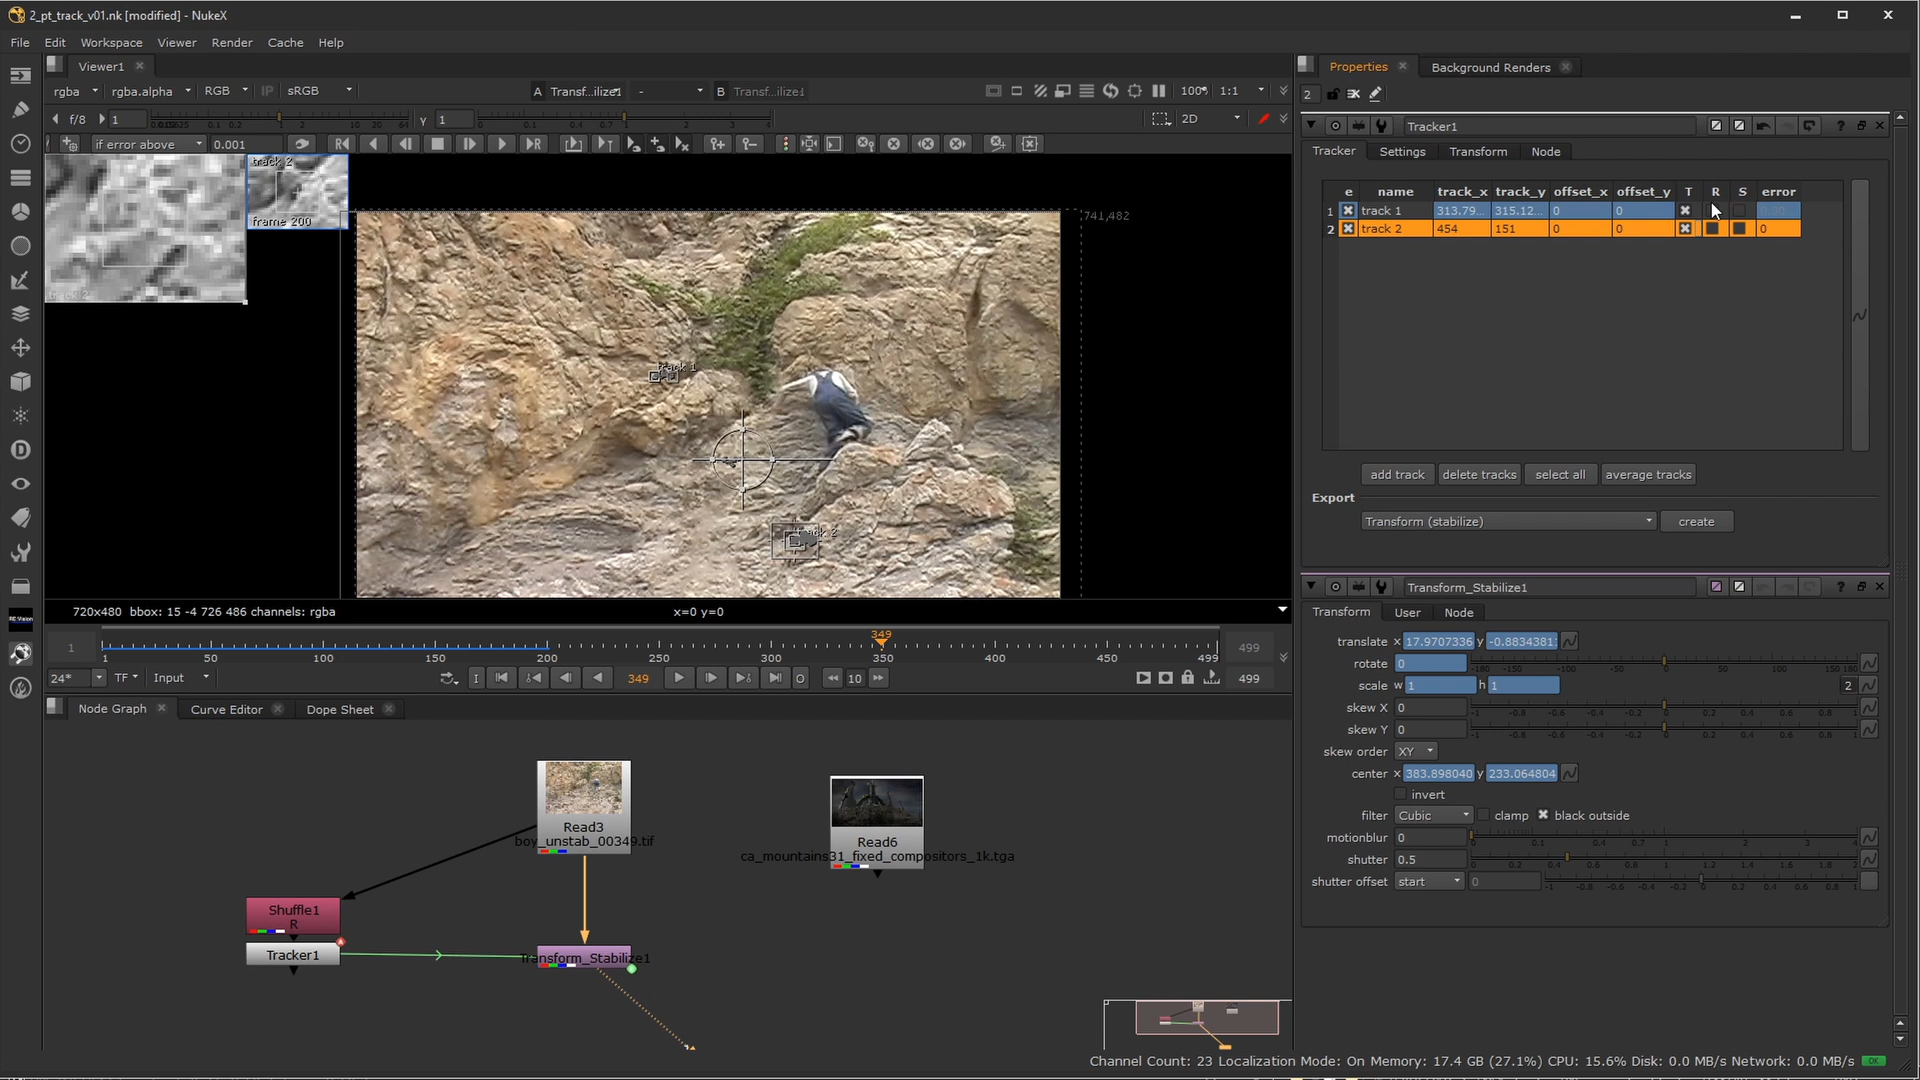 2_pt_track_v01.nk [modified] - NukeX
File Edit Workspace Viewer Render Cache Help
Viewer1
rgba rgba.alpha RGB IP sRGB A Transf...ilize1 - B Transf...ilize1 100% 1:1
f/8 1 y 1 2D
if error above 0.001
track 2
frame 200
741,482
track 1
track 2
720x480 bbox: 15 -4 726 486 channels: rgba x=0 y=0
1 349 499
1 50 100 150 200 250 300 350 400 450 499
24* TF Input I 349 O 10 499
Node Graph Curve Editor Dope Sheet
Read3
boy_unstab_00349.tif
Read6
ca_mountains31_fixed_compositors_1k.tga
Shuffle1
R
Tracker1
Transform_Stabilize1
Properties Background Renders
2
Tracker1
Tracker Settings Transform Node
e name track_x track_y offset_x offset_y T R S error
1 track 1 313.79... 315.12... 0 0
2 track 2 454 151 0 0 0
add track delete tracks select all average tracks
Export
Transform (stabilize) create
Transform_Stabilize1
Transform User Node
translate x 17.9707336 y -0.8834381
rotate 0
scale w 1 h 1 2
skew X 0
skew Y 0
skew order XY
center x 383.898040 y 233.064804
invert
filter Cubic clamp black outside
motionblur 0
shutter 0.5
shutter offset start 0
Channel Count: 23 Localization Mode: On Memory: 17.4 GB (27.1%) CPU: 15.6% Disk: 0.0 MB/s Network: 0.0 MB/s OK